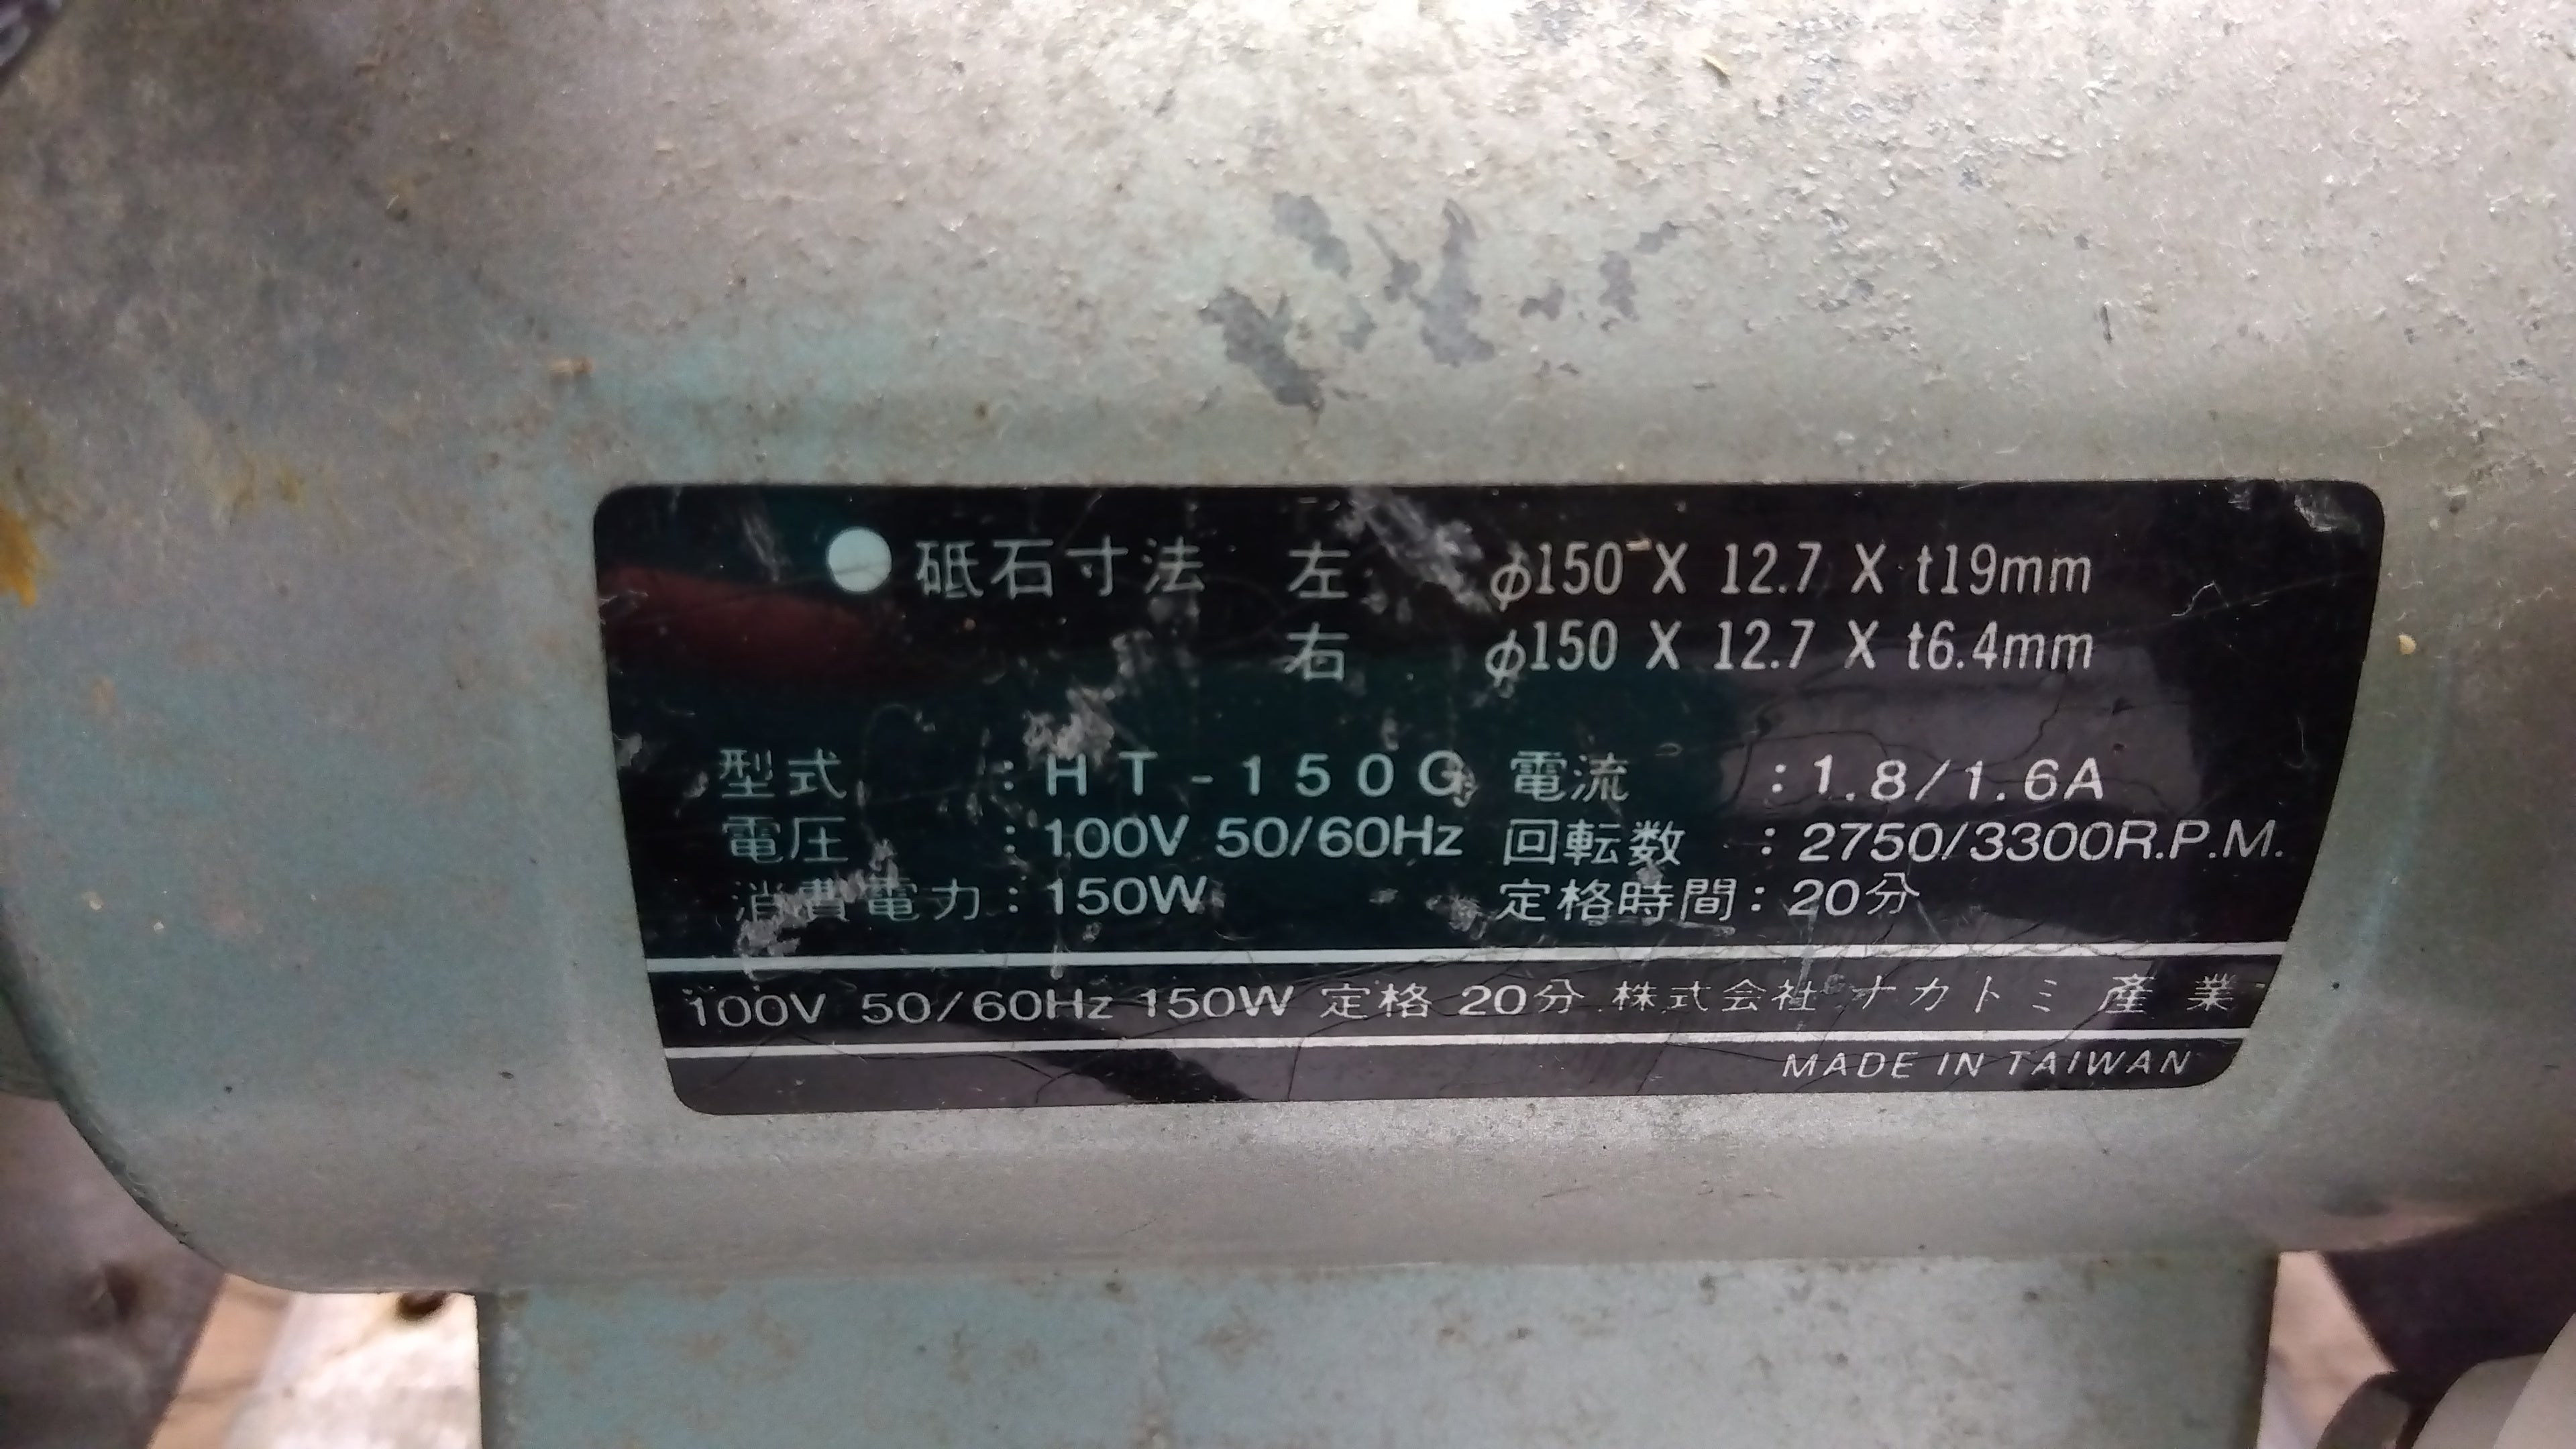 砥石寸法 左 φ150 X 12.7 X t19mm
右 φ150 X 12.7 X t6.4mm
型式 : HT-150G 電流 : 1.8/1.6A
電圧 : 100V 50/60Hz 回転数 : 2750/3300R.P.M.
消費電力 : 150W 定格時間 : 20分
100V 50/60Hz 150W 定格 20分 株式会社 ナカトミ産業
MADE IN TAIWAN